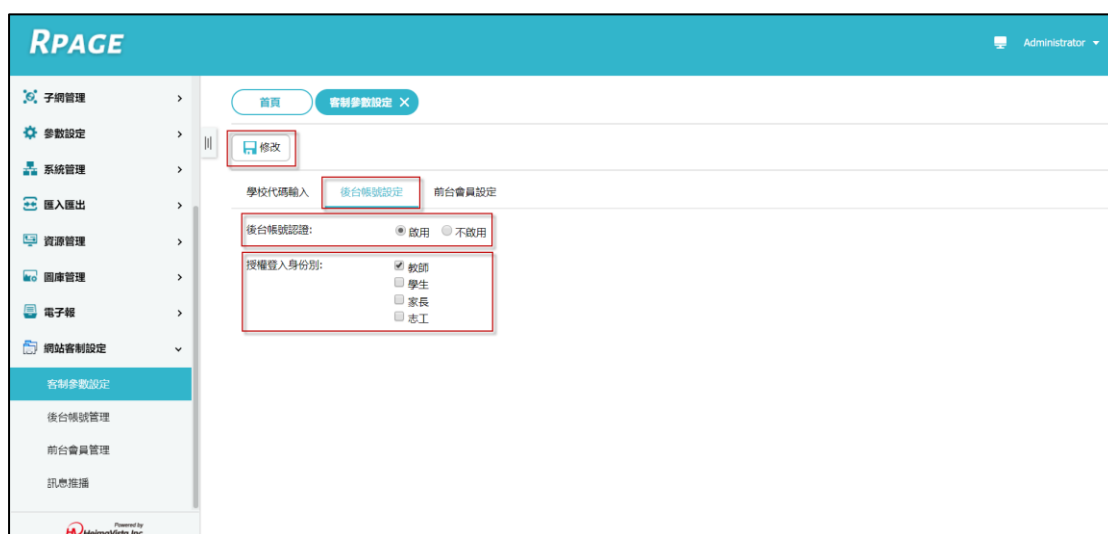 RPAGE
Administrator
子網管理
參數設定
系統管理
匯入匯出
資源管理
圖庫管理
電子報
網站客制設定
客制參數設定
後台帳號管理
前台會員管理
訊息推播
Powered by
HeimaVista Inc
首頁
客制參數設定
修改
學校代碼輸入 後台帳號設定 前台會員設定
後台帳號認證: 啟用 不啟用
授權登入身份別: 教師
學生
家長
志工